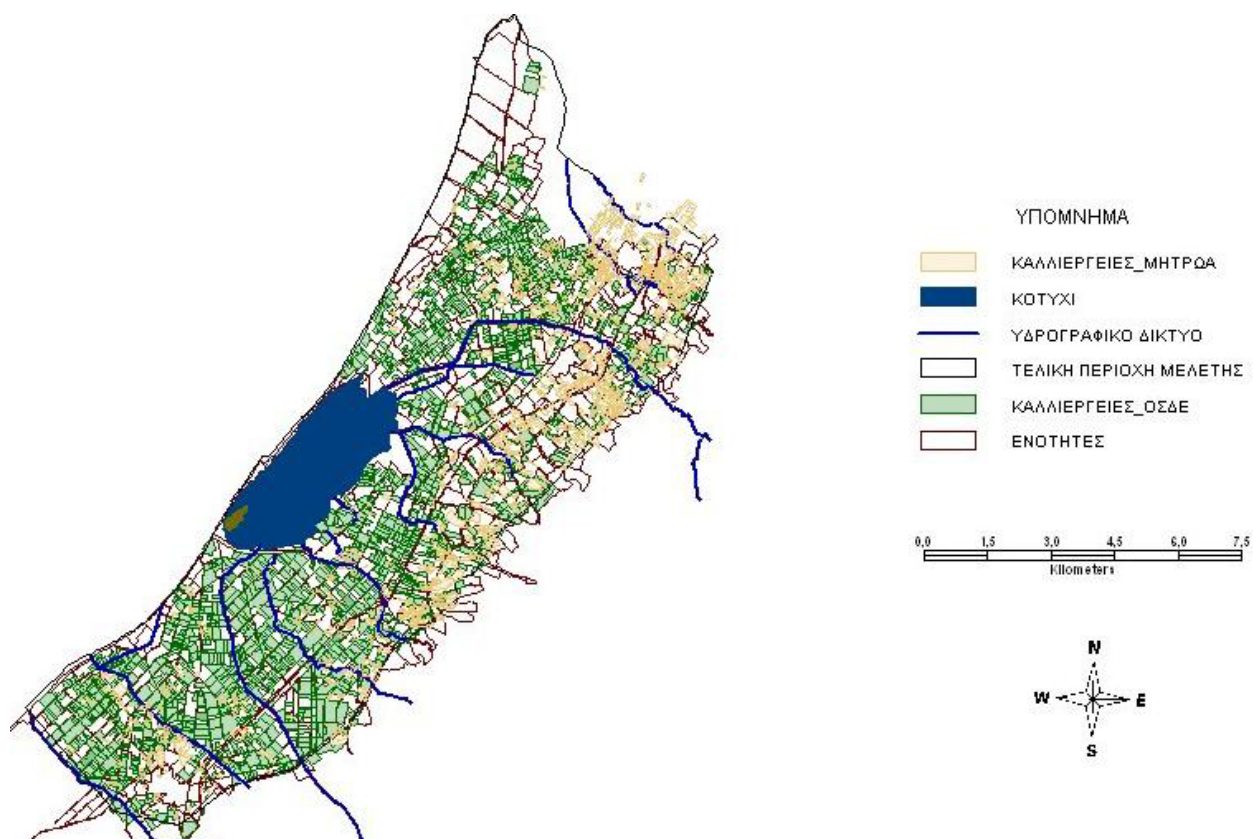 ΥΠΟΜΝΗΜΑ
ΚΑΛΛΙΕΡΓΕΙΕΣ_ΜΗΤΡΩΑ
ΚΟΤΥΧΙ
ΥΔΡΟΓΡΑΦΙΚΟ ΔΙΚΤΥΟ
ΤΕΛΙΚΗ ΠΕΡΙΟΧΗ ΜΕΛΕΤΗΣ
ΚΑΛΛΙΕΡΓΕΙΕΣ_ΟΣΔΕ
ΕΝΟΤΗΤΕΣ
0,0 1,5 3,0 4,5 6,0 7,5
Kilometers
N
W E
S